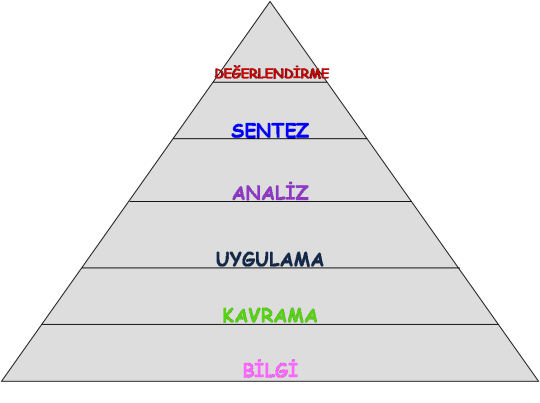 DEĞERLENDİRME
SENTEZ
ANALİZ
UYGULAMA
KAVRAMA
BİLGİ